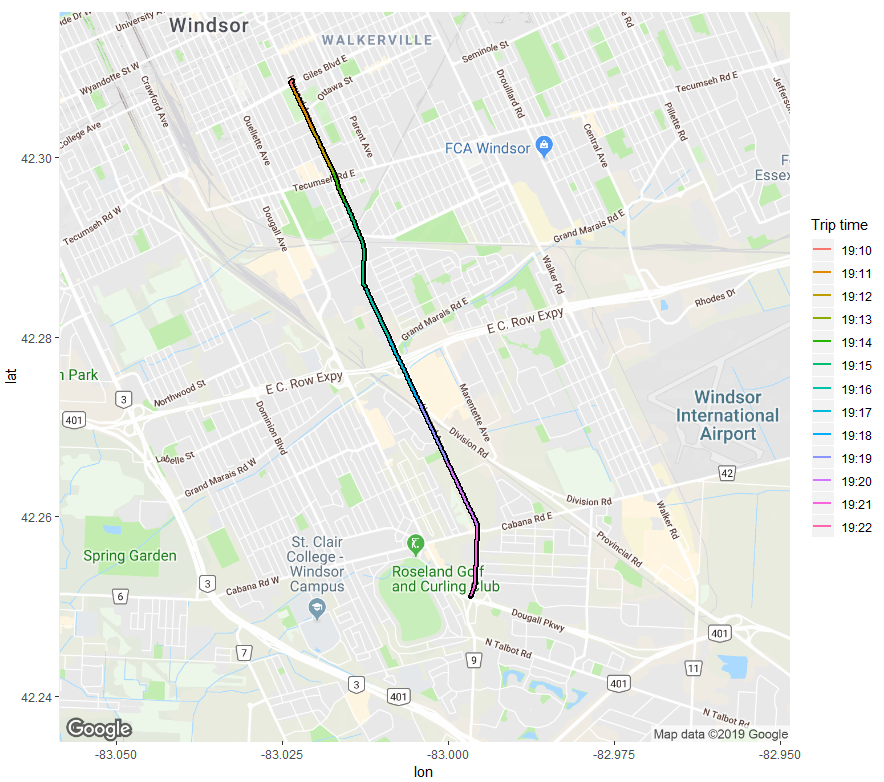 Windsor
WALKERVILLE
University A
Wyandotte St W
Crawford Ave
College Ave
Giles Blvd E
Ottawa St
Ouellette Ave
Parent Ave
Seminole St
Drouillard Rd
Tecumseh Rd E
Pillette Rd
Central Ave
FCA Windsor
Essex
Tecumseh Rd E
Tecumseh Rd W
Dougall Ave
Grand Marais Rd E
Walker Rd
Rhodes Dr
Grand Marais Rd E
E C. Row Expy
E C. Row Expy
n Park
3
Northwood St
401
Dominion Blvd
Marentette Ave
Windsor
International
Airport
Division Rd
42
Grand Marais Rd W
Division Rd
Walker Rd
Cabana Rd E
Provincial Rd
St. Clair
College -
Windsor
Campus
Spring Garden
Roseland Golf
and Curling Club
3
Cabana Rd W
6
Dougall Pkwy
401
7
N Talbot Rd
9
11
3
401
401
N Talbot Rd
Google
Map data ©2019 Google
lat
42.30
42.28
42.26
42.24
-83.050
-83.025
-83.000
-82.975
-82.950
lon
Trip time
19:10
19:11
19:12
19:13
19:14
19:15
19:16
19:17
19:18
19:19
19:20
19:21
19:22